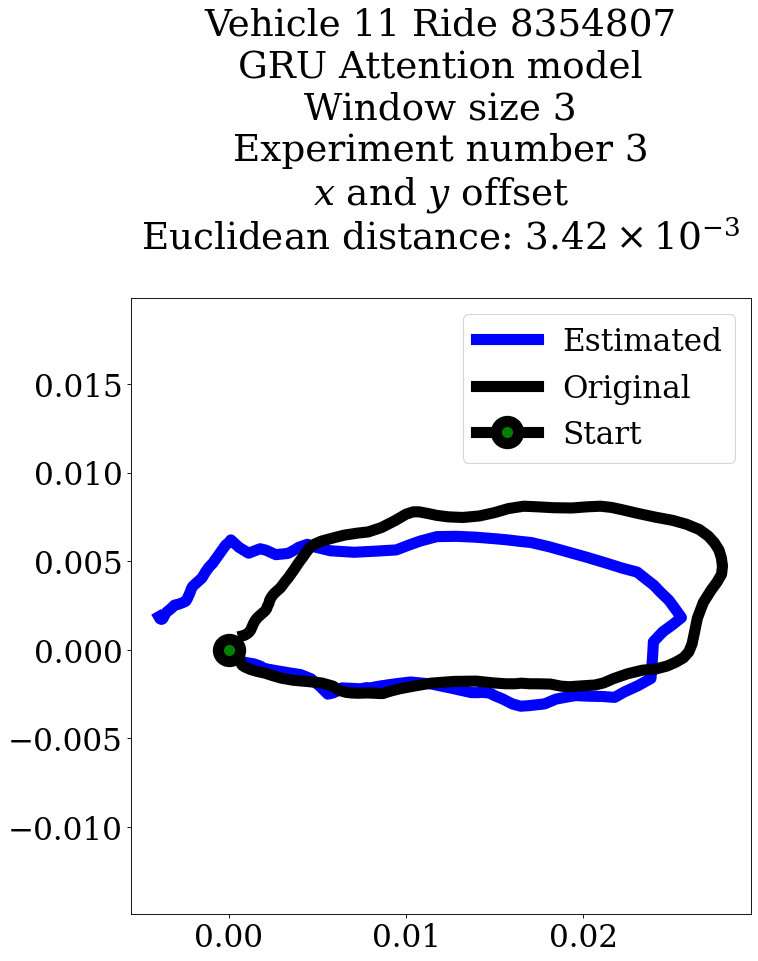 Vehicle 11 Ride 8354807
GRU Attention model
Window size 3
Experiment number 3
x and y offset
Euclidean distance: 3.42 × 10⁻³
Estimated
Original
Start
0.015
0.010
0.005
0.000
−0.005
−0.010
0.00 0.01 0.02